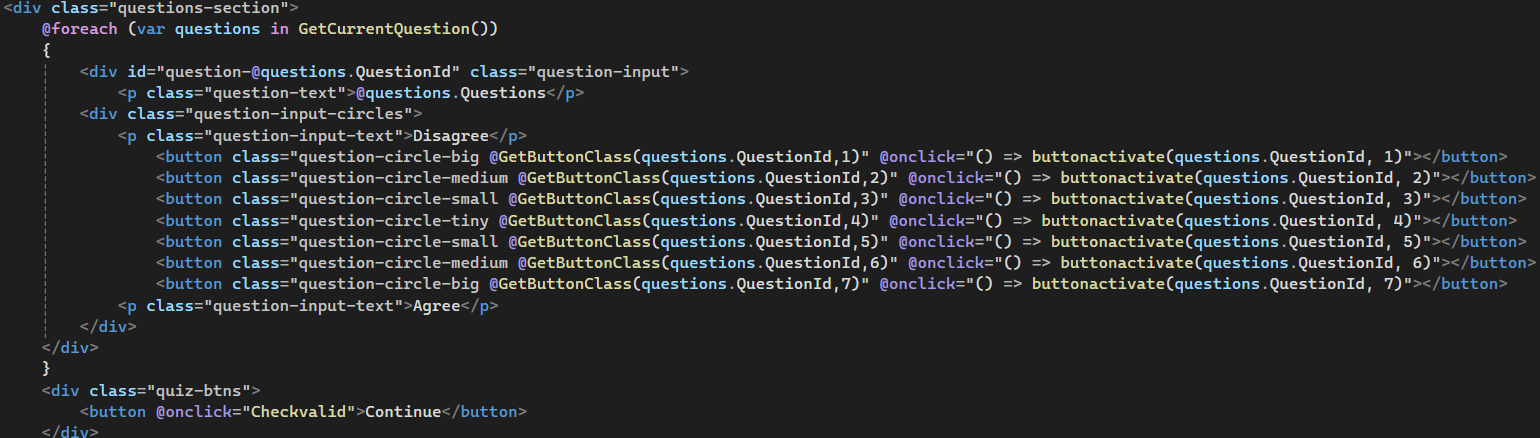 <div class="questions-section">
@foreach (var questions in GetCurrentQuestion())
{
<div id="question-@questions.QuestionId" class="question-input">
<p class="question-text">@questions.Questions</p>
<div class="question-input-circles">
<p class="question-input-text">Disagree</p>
<button class="question-circle-big @GetButtonClass(questions.QuestionId,1)" @onclick="() => buttonactivate(questions.QuestionId, 1)"></button>
<button class="question-circle-medium @GetButtonClass(questions.QuestionId,2)" @onclick="() => buttonactivate(questions.QuestionId, 2)"></button>
<button class="question-circle-small @GetButtonClass(questions.QuestionId,3)" @onclick="() => buttonactivate(questions.QuestionId, 3)"></button>
<button class="question-circle-tiny @GetButtonClass(questions.QuestionId,4)" @onclick="() => buttonactivate(questions.QuestionId, 4)"></button>
<button class="question-circle-small @GetButtonClass(questions.QuestionId,5)" @onclick="() => buttonactivate(questions.QuestionId, 5)"></button>
<button class="question-circle-medium @GetButtonClass(questions.QuestionId,6)" @onclick="() => buttonactivate(questions.QuestionId, 6)"></button>
<button class="question-circle-big @GetButtonClass(questions.QuestionId,7)" @onclick="() => buttonactivate(questions.QuestionId, 7)"></button>
<p class="question-input-text">Agree</p>
</div>
</div>
}
<div class="quiz-btns">
<button @onclick="Checkvalid">Continue</button>
</div>